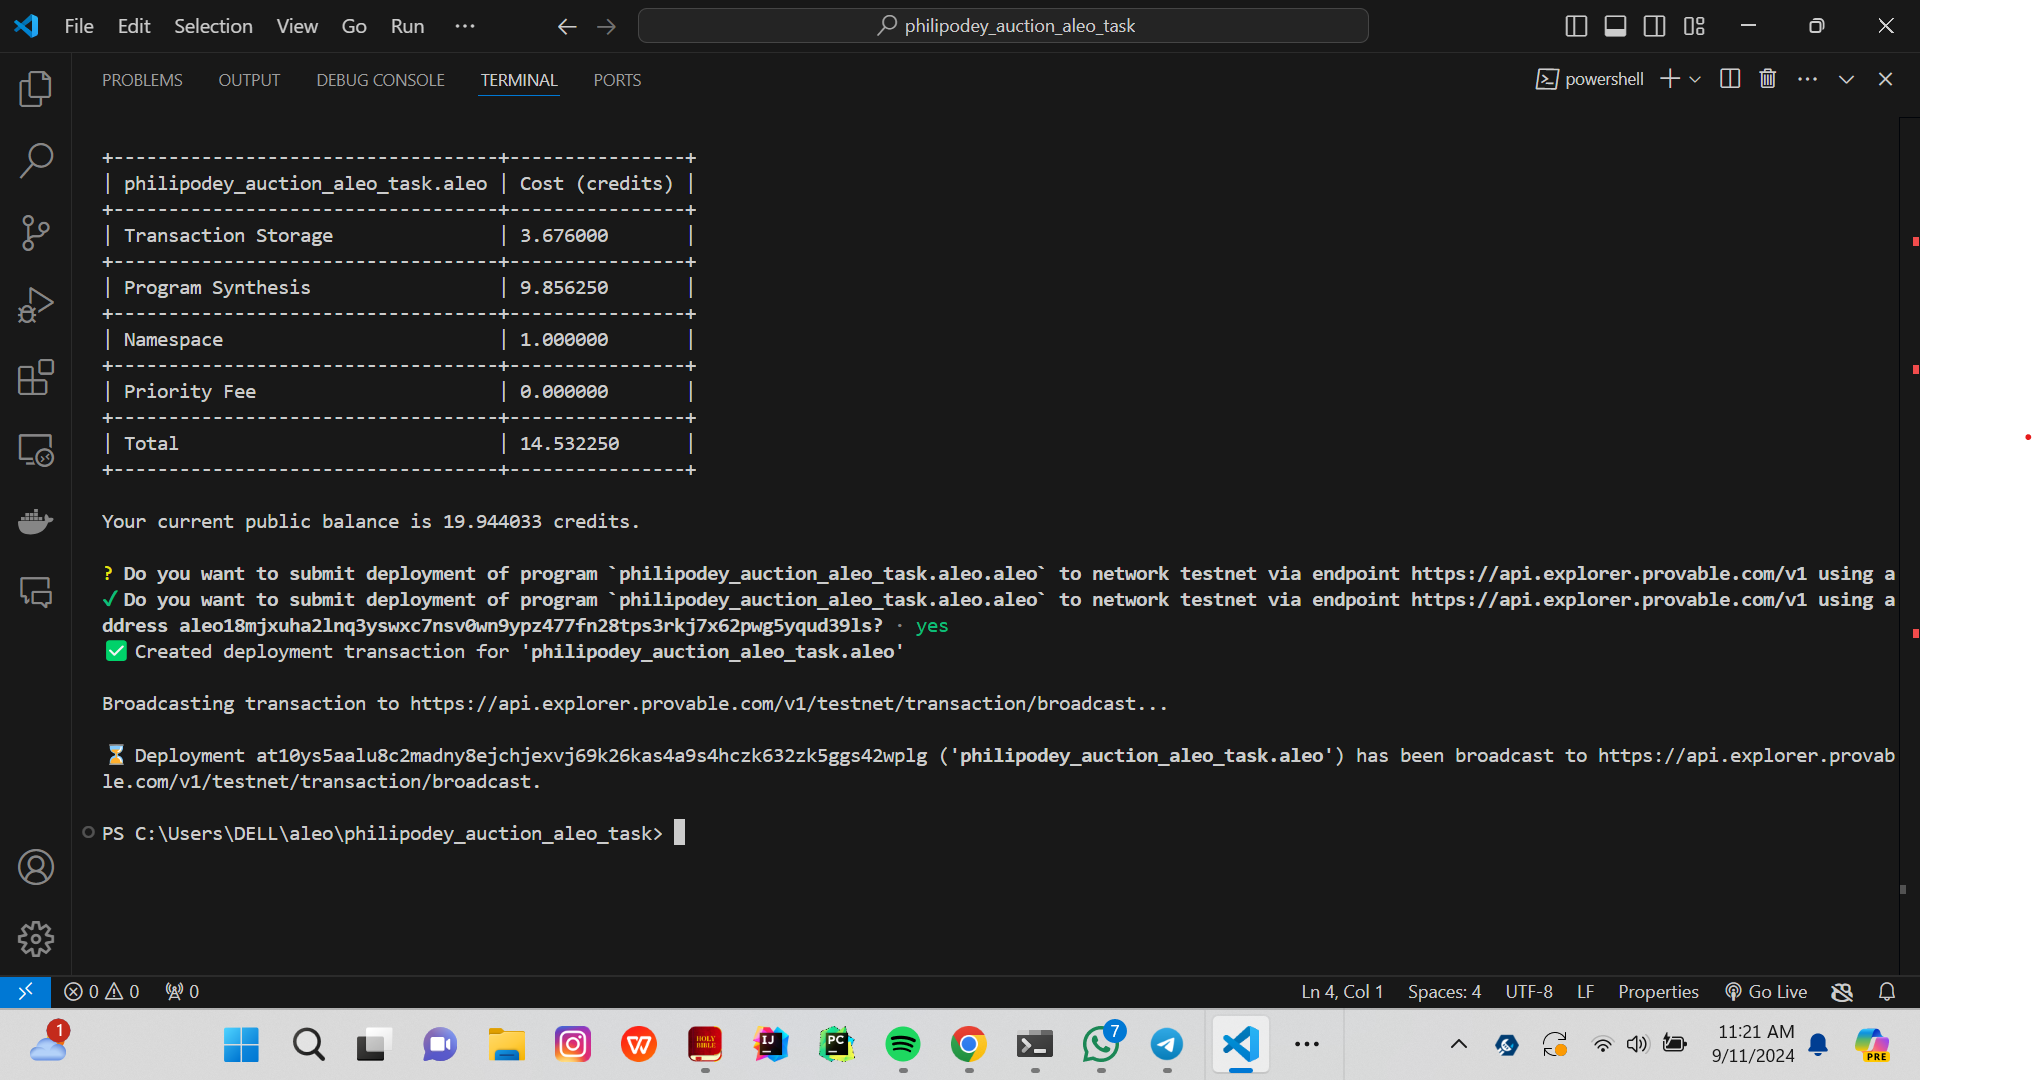 File Edit Selection View Go Run ··· philipodey_auction_aleo_task
PROBLEMS OUTPUT DEBUG CONSOLE TERMINAL PORTS powershell
+-----------------------------------+----------------+
| philipodey_auction_aleo_task.aleo | Cost (credits) |
+-----------------------------------+----------------+
| Transaction Storage | 3.676000 |
+-----------------------------------+----------------+
| Program Synthesis | 9.856250 |
+-----------------------------------+----------------+
| Namespace | 1.000000 |
+-----------------------------------+----------------+
| Priority Fee | 0.000000 |
+-----------------------------------+----------------+
| Total | 14.532250 |
+-----------------------------------+----------------+
Your current public balance is 19.944033 credits.
? Do you want to submit deployment of program `philipodey_auction_aleo_task.aleo.aleo` to network testnet via endpoint https://api.explorer.provable.com/v1 using a
✓ Do you want to submit deployment of program `philipodey_auction_aleo_task.aleo.aleo` to network testnet via endpoint https://api.explorer.provable.com/v1 using a
ddress aleo18mjxuha2lnq3yswxc7nsv0wn9ypz477fn28tps3rkj7x62pwg5yqud39ls? · yes
✅ Created deployment transaction for 'philipodey_auction_aleo_task.aleo'
Broadcasting transaction to https://api.explorer.provable.com/v1/testnet/transaction/broadcast...
⌛ Deployment at10ys5aalu8c2madny8ejchjexvj69k26kas4a9s4hczk632zk5ggs42wplg ('philipodey_auction_aleo_task.aleo') has been broadcast to https://api.explorer.provab
le.com/v1/testnet/transaction/broadcast.
PS C:\Users\DELL\aleo\philipodey_auction_aleo_task>
0 0 0 Ln 4, Col 1 Spaces: 4 UTF-8 LF Properties Go Live
1 HOLY BIBLE IJ PC 7 ··· 11:21 AM PRE
9/11/2024